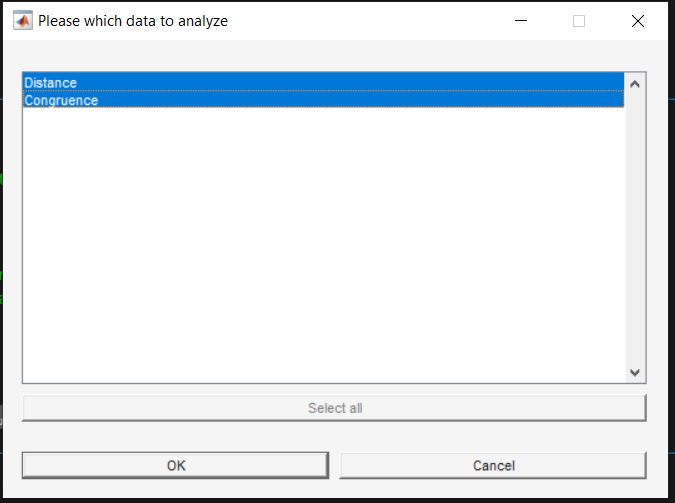 Please which data to analyze
Distance
Congruence
Select all
OK
Cancel